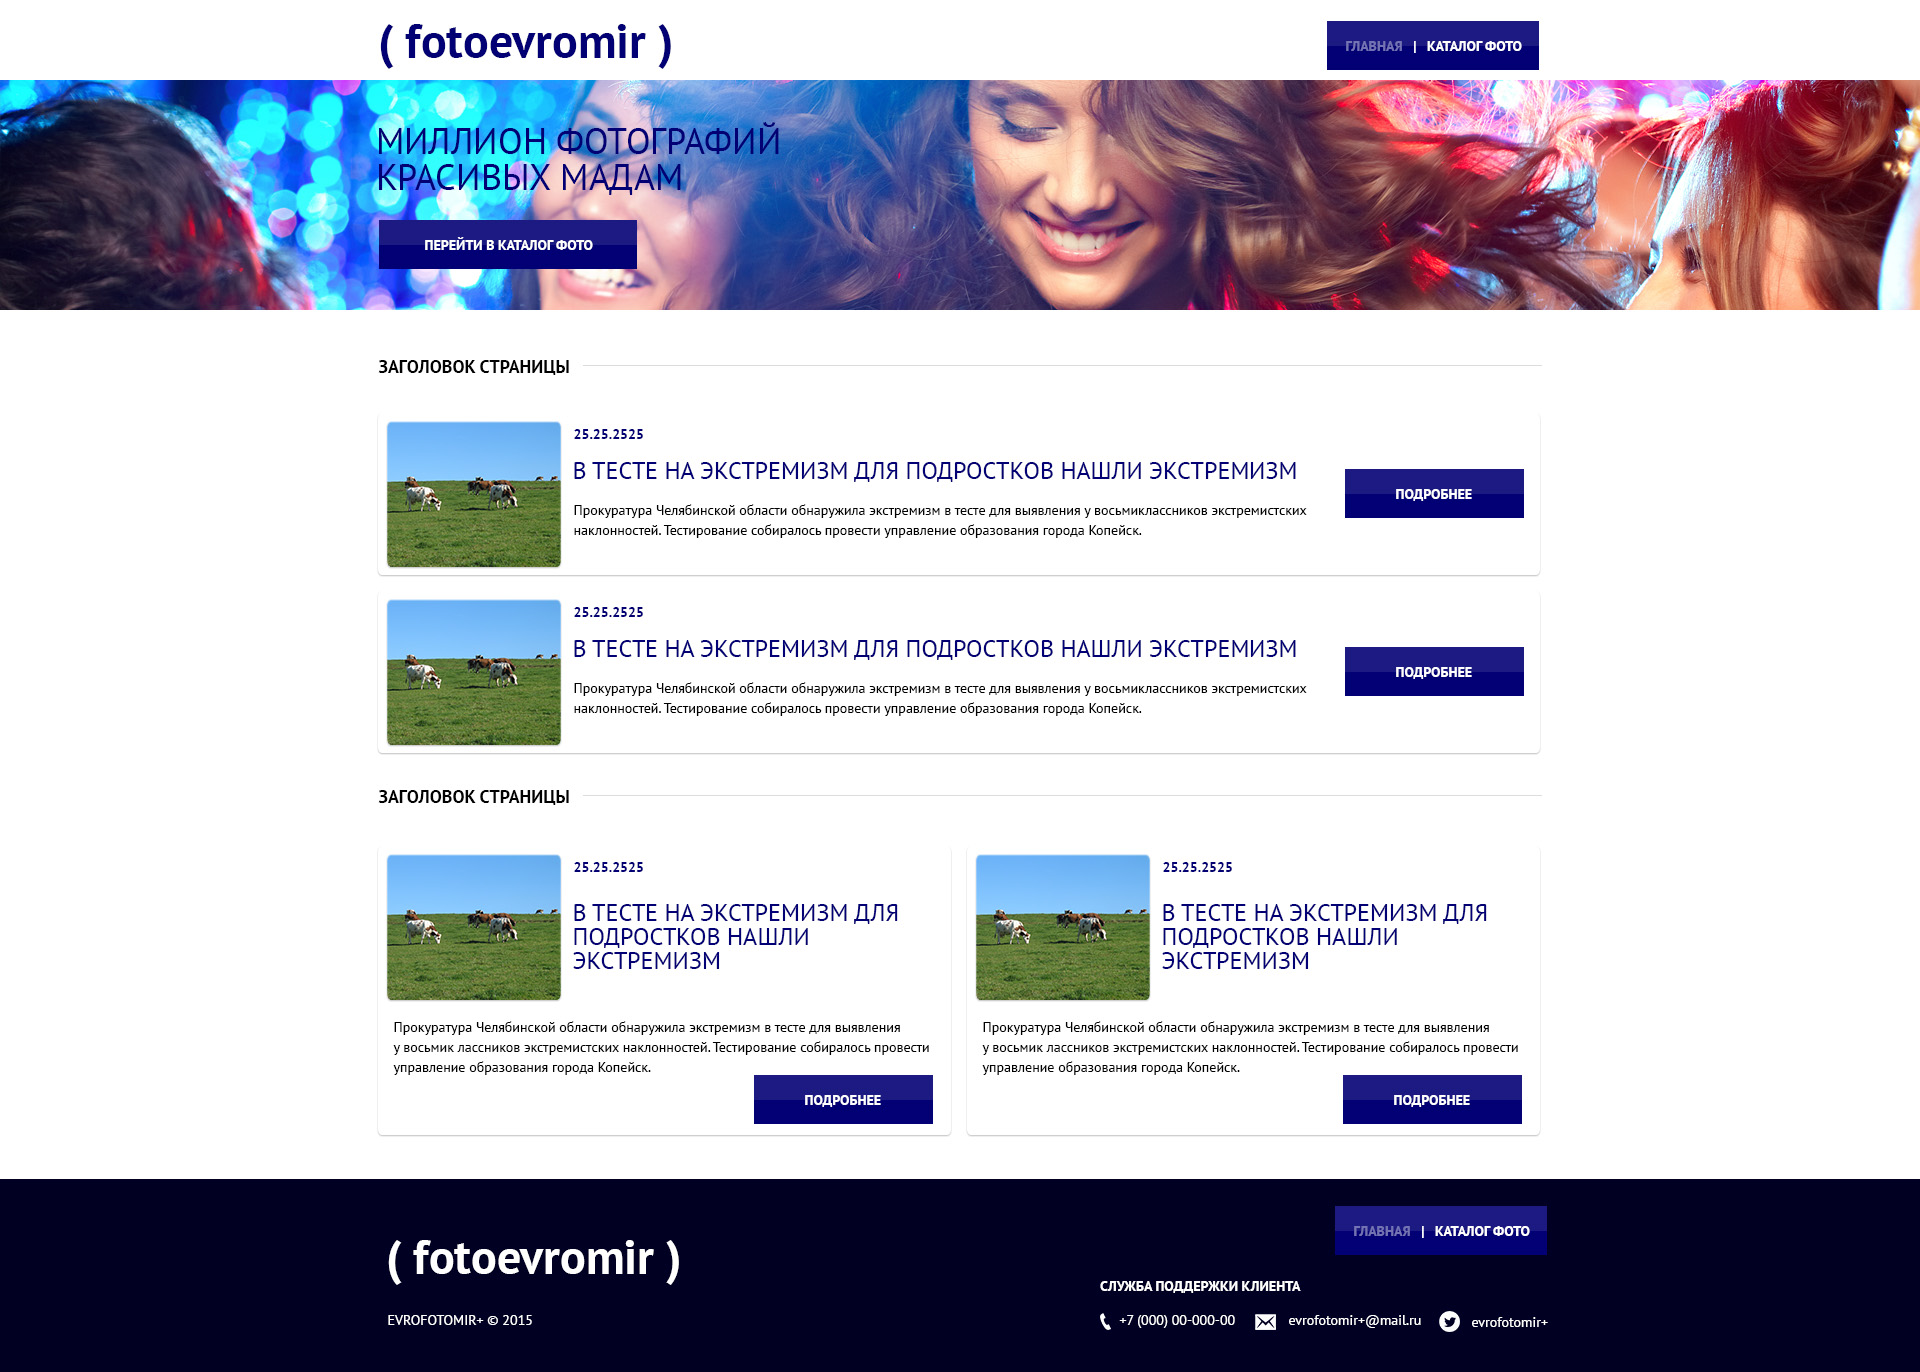 ( fotoevromir )
ГЛАВНАЯ | КАТАЛОГ ФОТО
МИЛЛИОН ФОТОГРАФИЙ
КРАСИВЫХ МАДАМ
ПЕРЕЙТИ В КАТАЛОГ ФОТО
ЗАГОЛОВОК СТРАНИЦЫ
25.25.2525
В ТЕСТЕ НА ЭКСТРЕМИЗМ ДЛЯ ПОДРОСТКОВ НАШЛИ ЭКСТРЕМИЗМ
Прокуратура Челябинской области обнаружила экстремизм в тесте для выявления у восьмиклассников экстремистских
наклонностей. Тестирование собиралось провести управление образования города Копейск.
ПОДРОБНЕЕ
25.25.2525
В ТЕСТЕ НА ЭКСТРЕМИЗМ ДЛЯ ПОДРОСТКОВ НАШЛИ ЭКСТРЕМИЗМ
Прокуратура Челябинской области обнаружила экстремизм в тесте для выявления у восьмиклассников экстремистских
наклонностей. Тестирование собиралось провести управление образования города Копейск.
ПОДРОБНЕЕ
ЗАГОЛОВОК СТРАНИЦЫ
25.25.2525
В ТЕСТЕ НА ЭКСТРЕМИЗМ ДЛЯ
ПОДРОСТКОВ НАШЛИ
ЭКСТРЕМИЗМ
Прокуратура Челябинской области обнаружила экстремизм в тесте для выявления
у восьмик лассников экстремистских наклонностей. Тестирование собиралось провести
управление образования города Копейск.
ПОДРОБНЕЕ
25.25.2525
В ТЕСТЕ НА ЭКСТРЕМИЗМ ДЛЯ
ПОДРОСТКОВ НАШЛИ
ЭКСТРЕМИЗМ
Прокуратура Челябинской области обнаружила экстремизм в тесте для выявления
у восьмик лассников экстремистских наклонностей. Тестирование собиралось провести
управление образования города Копейск.
ПОДРОБНЕЕ
( fotoevromir )
EVROFOTOMIR+ © 2015
ГЛАВНАЯ | КАТАЛОГ ФОТО
СЛУЖБА ПОДДЕРЖКИ КЛИЕНТА
+7 (000) 00-000-00 evrofotomir+@mail.ru evrofotomir+